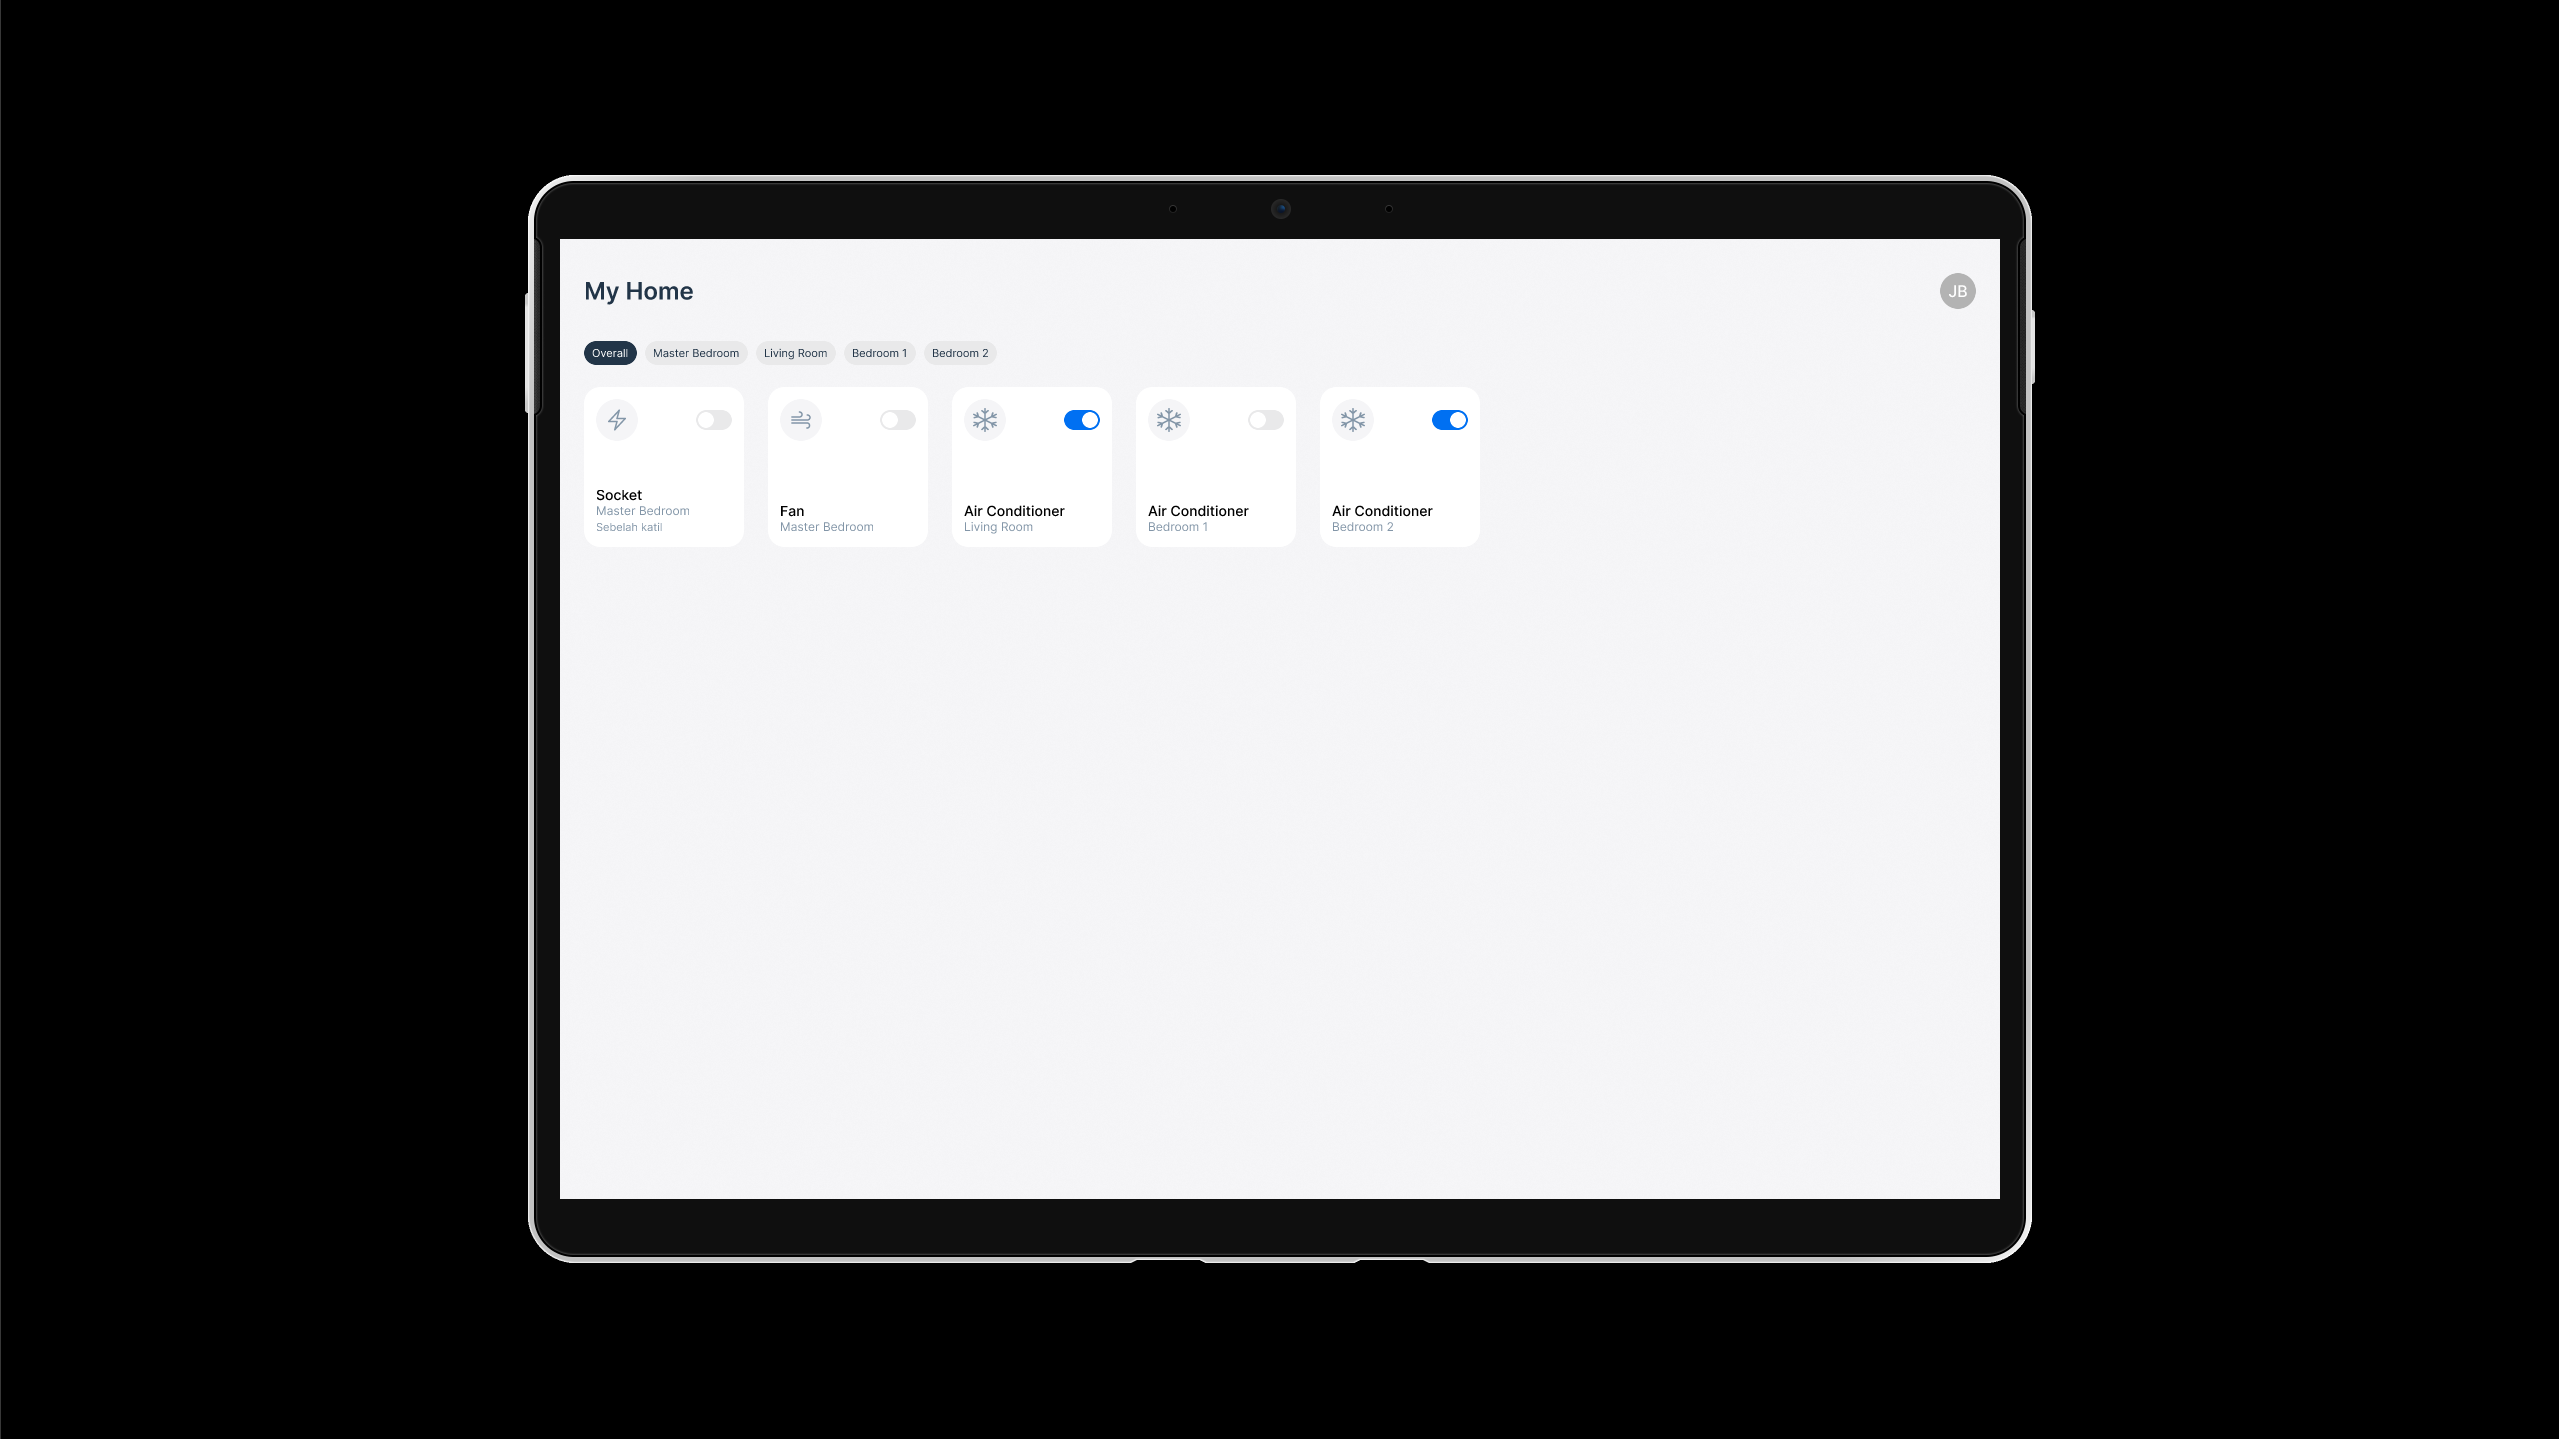 My Home
JB
Overall
Master Bedroom
Living Room
Bedroom 1
Bedroom 2
Socket
Master Bedroom
Sebelah katil
Fan
Master Bedroom
Air Conditioner
Living Room
Air Conditioner
Bedroom 1
Air Conditioner
Bedroom 2